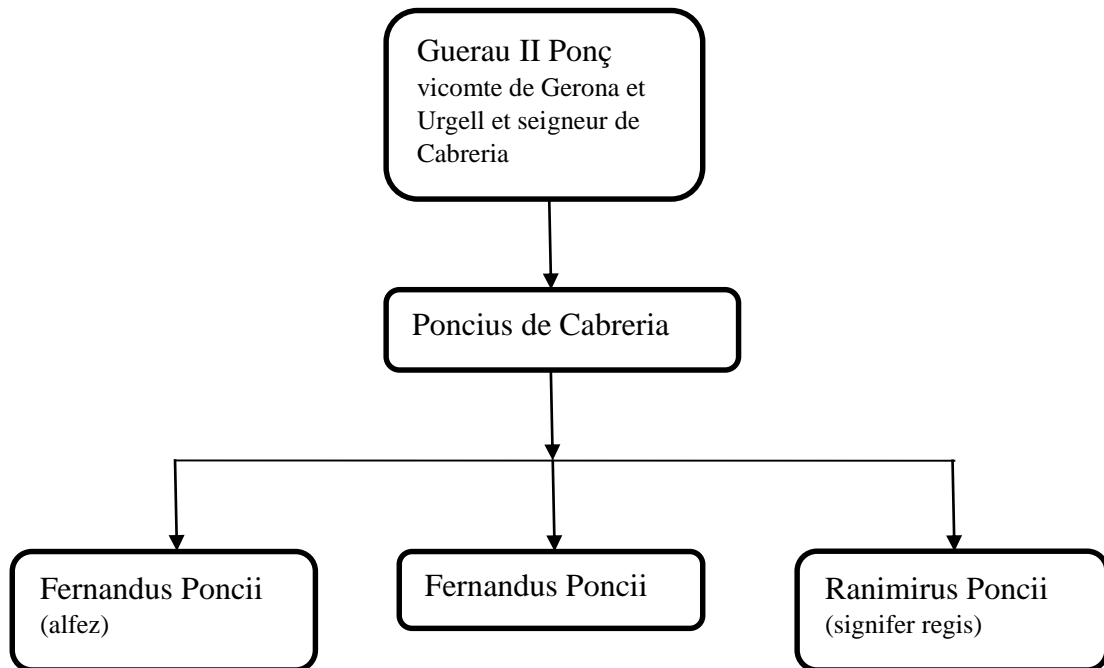 Guerau II Ponç
vicomte de Gerona et
Urgell et seigneur de
Cabreria
Poncius de Cabreria
Fernandus Poncii
(alfez)
Fernandus Poncii
Ranimirus Poncii
(signifer regis)